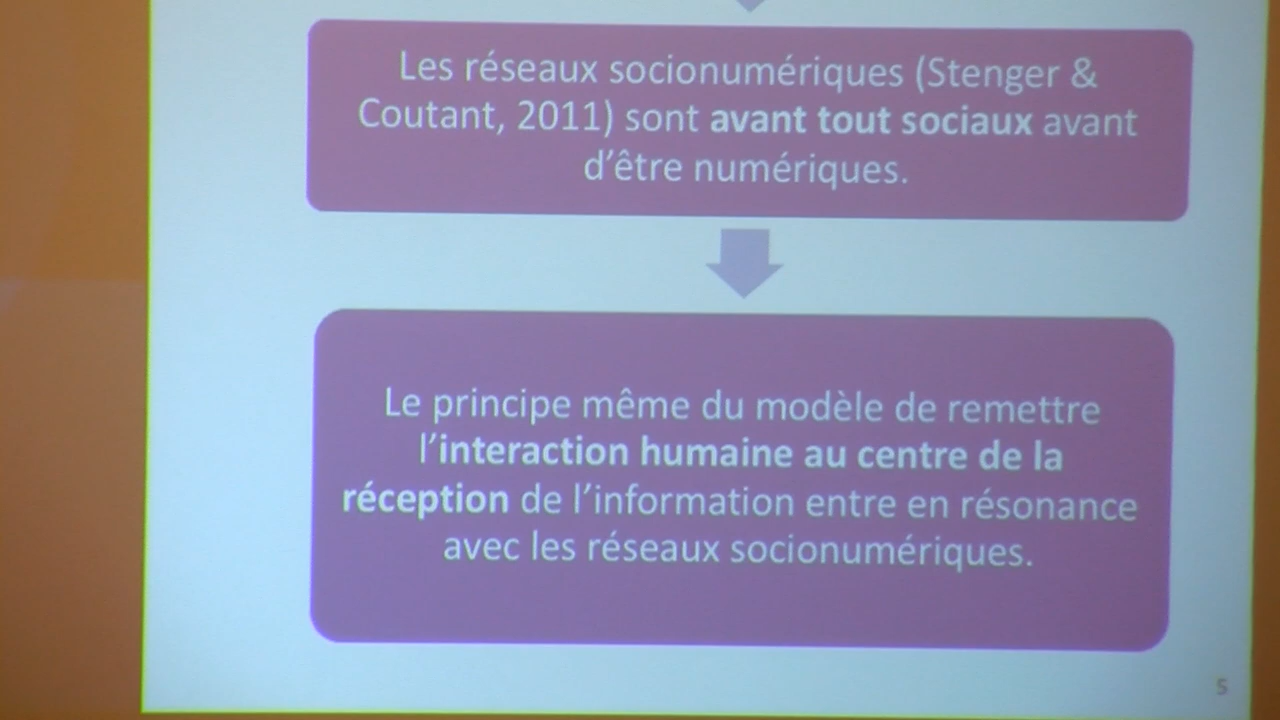 Les réseaux socionumériques (Stenger &
Coutant, 2011) sont avant tout sociaux avant
d’être numériques.
Le principe même du modèle de remettre
l’interaction humaine au centre de la
réception de l’information entre en résonance
avec les réseaux socionumériques.
5